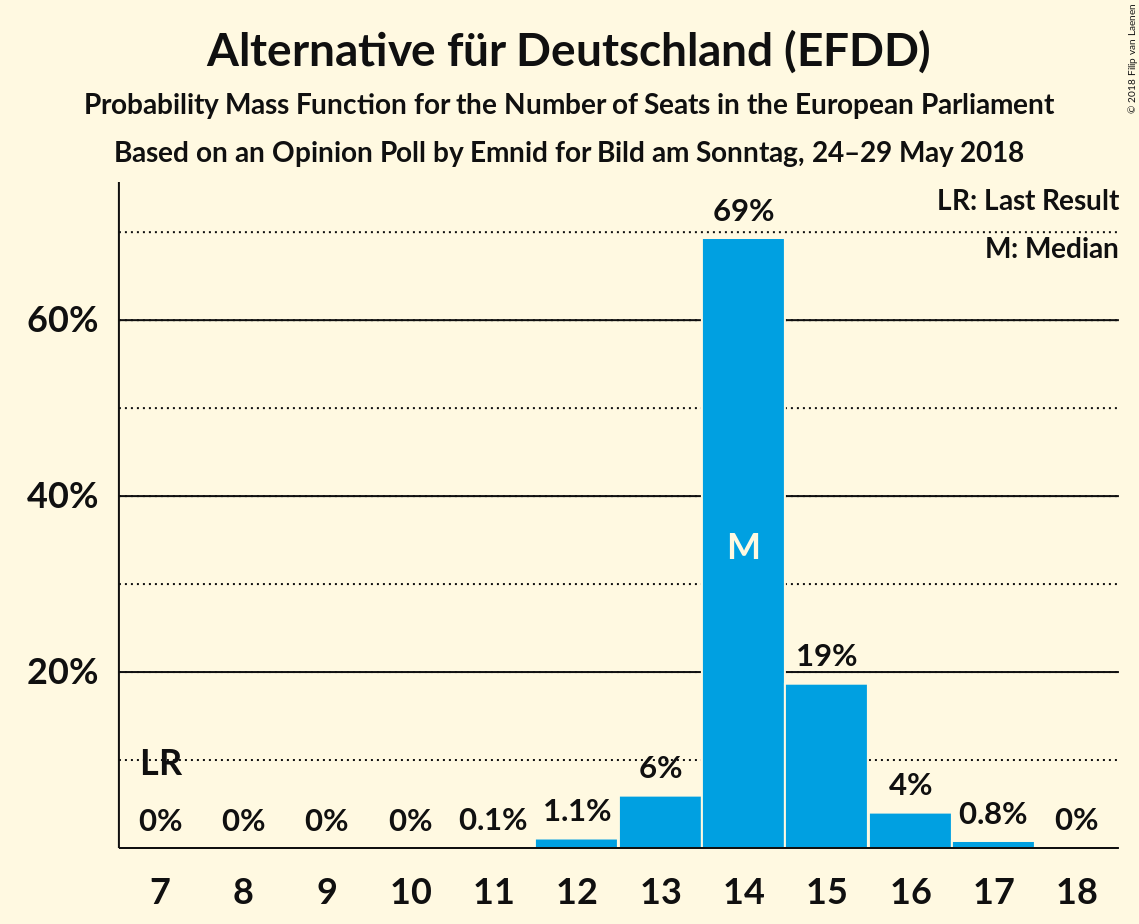 Alternative für Deutschland (EFDD)
Probability Mass Function for the Number of Seats in the European Parliament
Based on an Opinion Poll by Emnid for Bild am Sonntag, 24–29 May 2018
© 2018 Filip van Laenen
LR: Last Result
M: Median
69%
60%
40%
M
20%
19%
LR
0% 0% 0% 0% 0.1% 1.1% 6% 4% 0.8% 0%
7 8 9 10 11 12 13 14 15 16 17 18